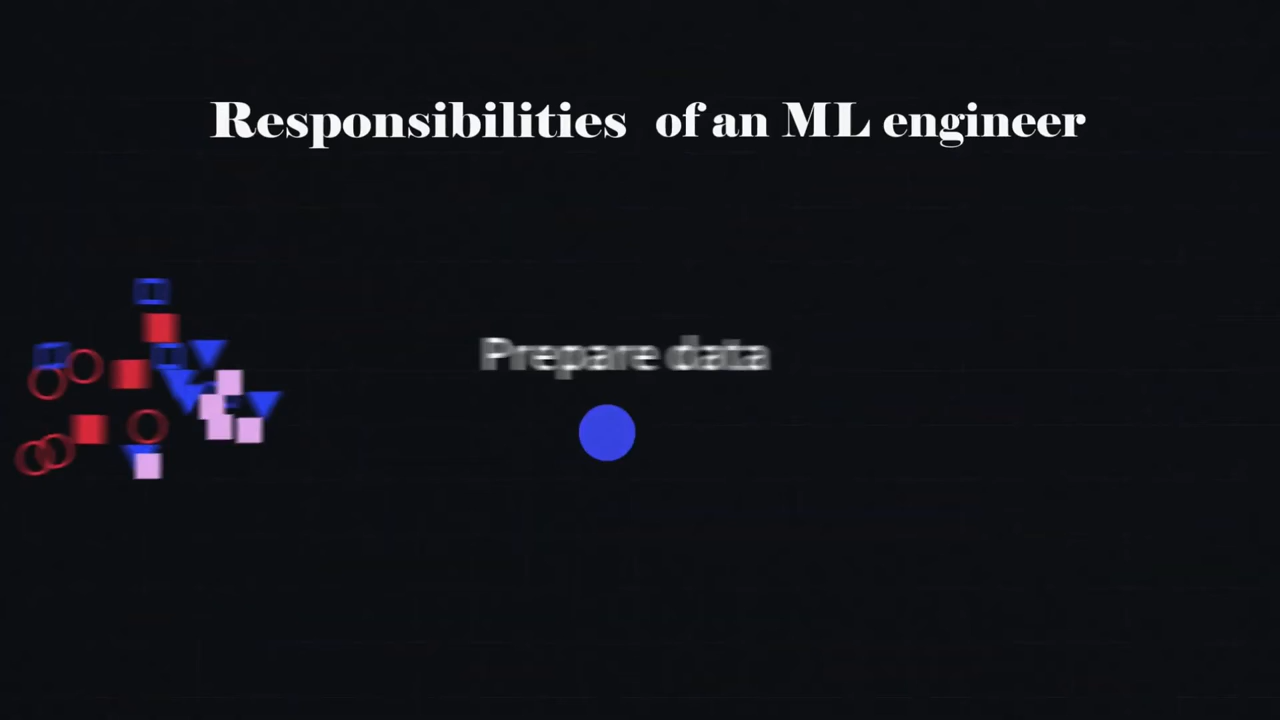 Responsibilities of an ML engineer
Prepare data